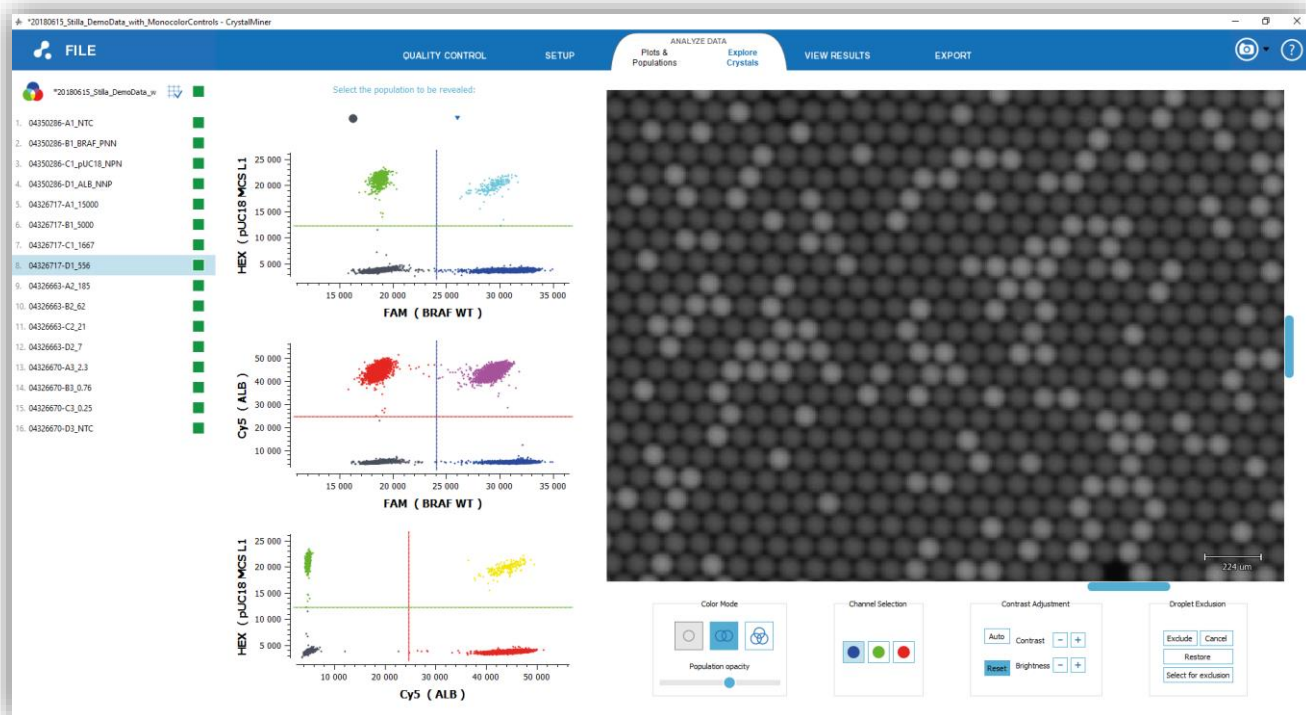 *20180615_Stilla_DemoData_with_MonocolorControls - CrystalMiner
FILE
QUALITY CONTROL
SETUP
ANALYZE DATA
Plots & Populations
Explore Crystals
VIEW RESULTS
EXPORT
?
*20180615_Stilla_DemoData_w
1. 04350286-A1_NTC
2. 04350286-B1_BRAF_PNN
3. 04350286-C1_pUC18_NPN
4. 04350286-D1_ALB_NNP
5. 04326717-A1_15000
6. 04326717-B1_5000
7. 04326717-C1_1667
8. 04326717-D1_556
9. 04326663-A2_185
10. 04326663-B2_62
11. 04326663-C2_21
12. 04326663-D2_7
13. 04326670-A3_2.3
14. 04326670-B3_0.76
15. 04326670-C3_0.25
16. 04326670-D3_NTC
Select the population to be revealed:
HEX ( pUC18 MCS L1 )
25 000
20 000
15 000
10 000
5 000
15 000 20 000 25 000 30 000 35 000
FAM ( BRAF WT )
Cy5 ( ALB )
50 000
40 000
30 000
20 000
10 000
15 000 20 000 25 000 30 000 35 000
FAM ( BRAF WT )
HEX ( pUC18 MCS L1 )
25 000
20 000
15 000
10 000
5 000
10 000 20 000 30 000 40 000 50 000
Cy5 ( ALB )
224 um
Color Mode
Population opacity
Channel Selection
Contrast Adjustment
Auto
Contrast - +
Reset
Brightness - +
Droplet Exclusion
Exclude Cancel
Restore
Select for exclusion